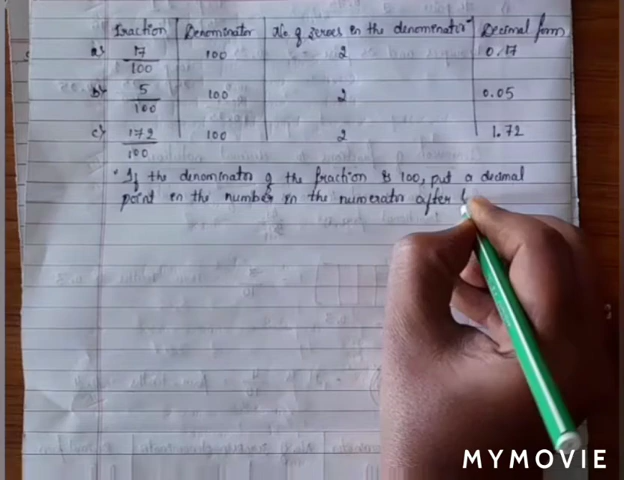 Fraction Denominator No. of zeroes in the denominator Decimal form
a) 17/100 100 2 0.17
b) 5/100 100 2 0.05
c) 172/100 100 2 1.72
* If the denominator of the fraction is 100, put a decimal
point in the number in the numerator after
MYMOVIE